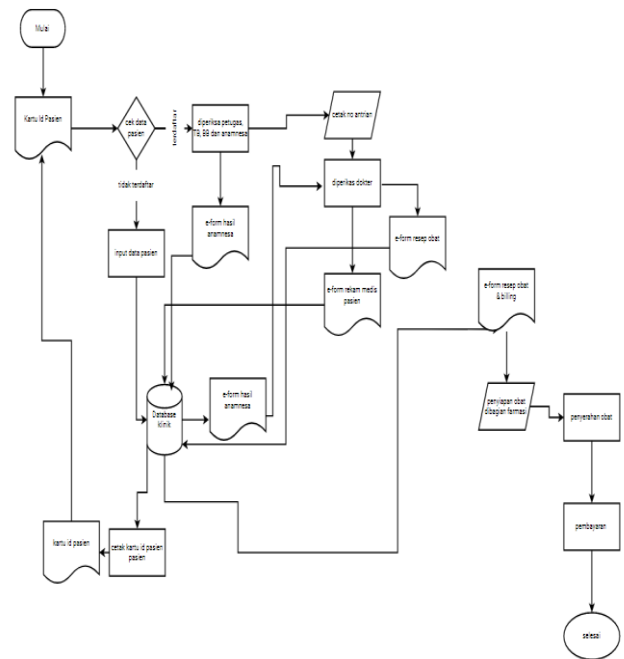 Mulai
Kartu Id Pasien
cek data
pasien
terdaftar
diperiksa petugas,
TB, BB dan anamnesa
cetak no antrian
tidak terdaftar
diperikas dokter
e-form hasil
anamnesa
e-form resep obat
input data pasien
e-form rekam medis
pasien
e-form resep obat
& billing
Database
klinik
e-form hasil
anamnesa
penyiapan obat
dibagian farmasi
penyerahan obat
kartu id pasien
cetak kartu id pasien
pasien
pembayaran
selesai